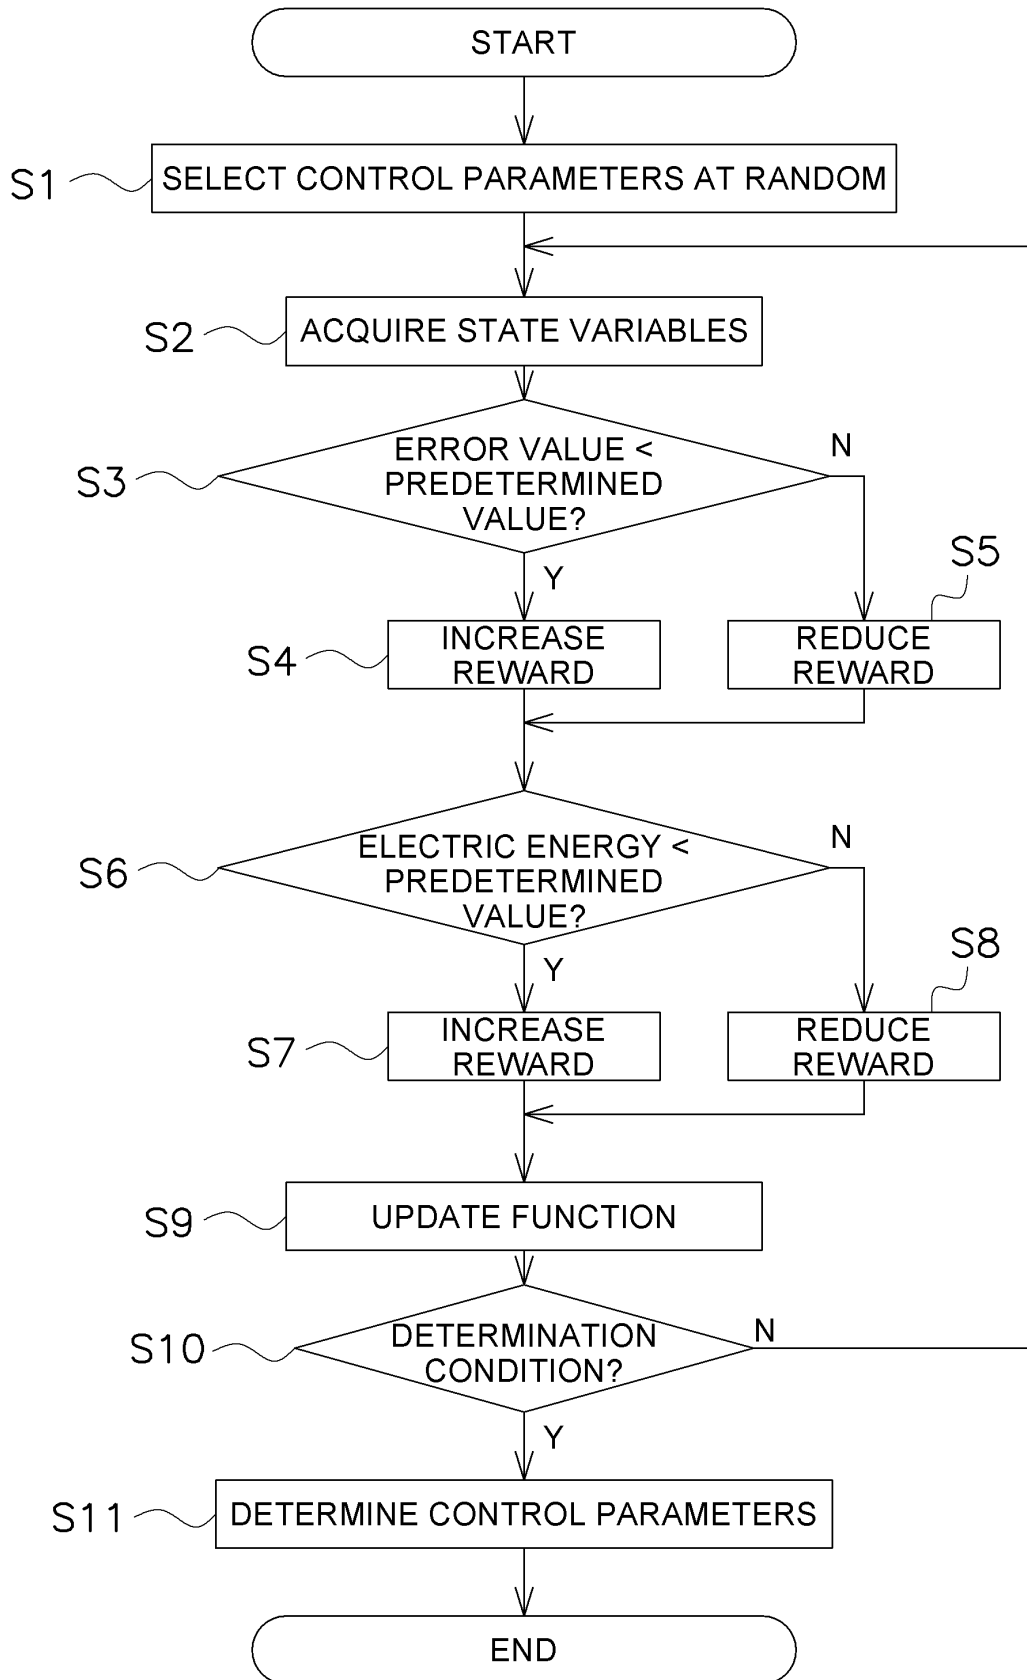 START
S1
SELECT CONTROL PARAMETERS AT RANDOM
S2
ACQUIRE STATE VARIABLES
S3
ERROR VALUE <
PREDETERMINED
VALUE?
N
Y
S5
S4
INCREASE
REWARD
REDUCE
REWARD
S6
ELECTRIC ENERGY <
PREDETERMINED
VALUE?
N
Y
S8
S7
INCREASE
REWARD
REDUCE
REWARD
S9
UPDATE FUNCTION
S10
DETERMINATION
CONDITION?
N
Y
S11
DETERMINE CONTROL PARAMETERS
END